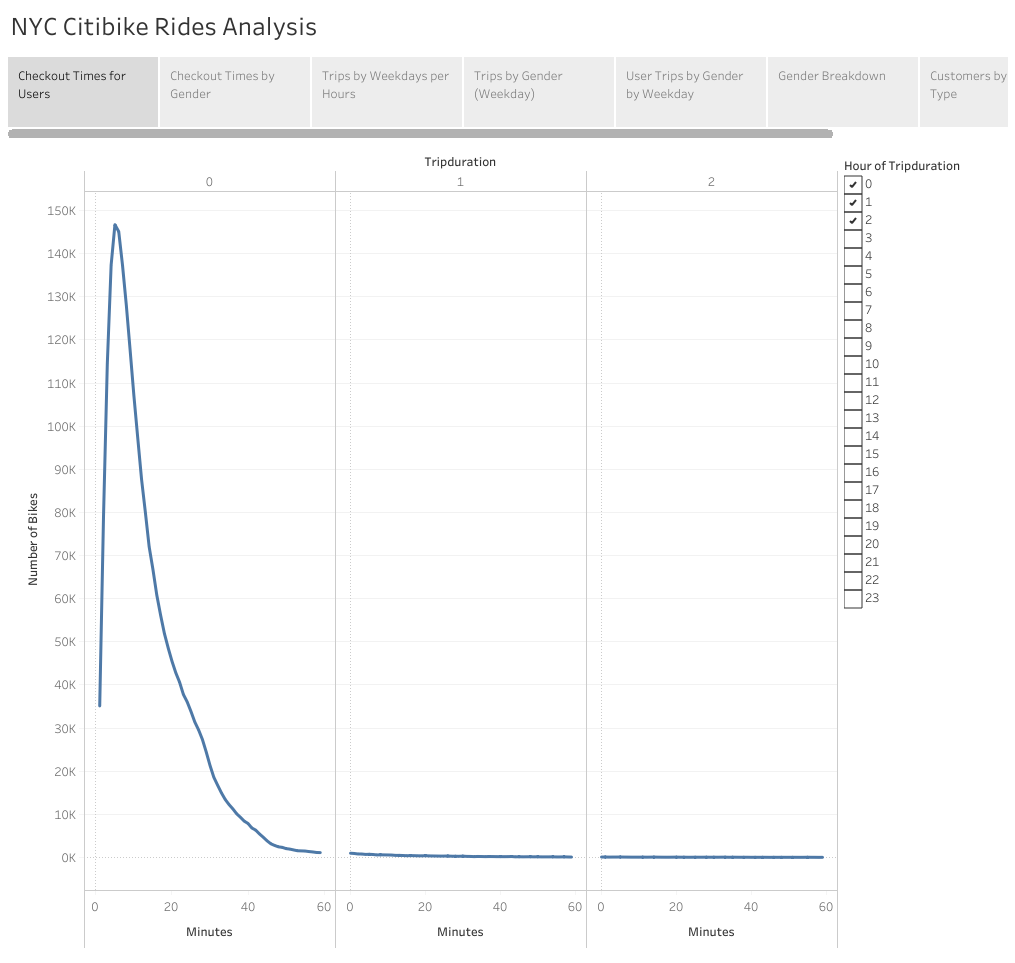 NYC Citibike Rides Analysis
Checkout Times for
Users
Checkout Times by
Gender
Trips by Weekdays per
Hours
Trips by Gender
(Weekday)
User Trips by Gender
by Weekday
Gender Breakdown
Customers by
Type
Tripduration
0
1
2
150K
140K
130K
120K
110K
100K
90K
80K
70K
60K
50K
40K
30K
20K
10K
0K
Number of Bikes
0 20 40 60
0 20 40 60
0 20 40 60
Minutes
Minutes
Minutes
Hour of Tripduration
0
1
2
3
4
5
6
7
8
9
10
11
12
13
14
15
16
17
18
19
20
21
22
23